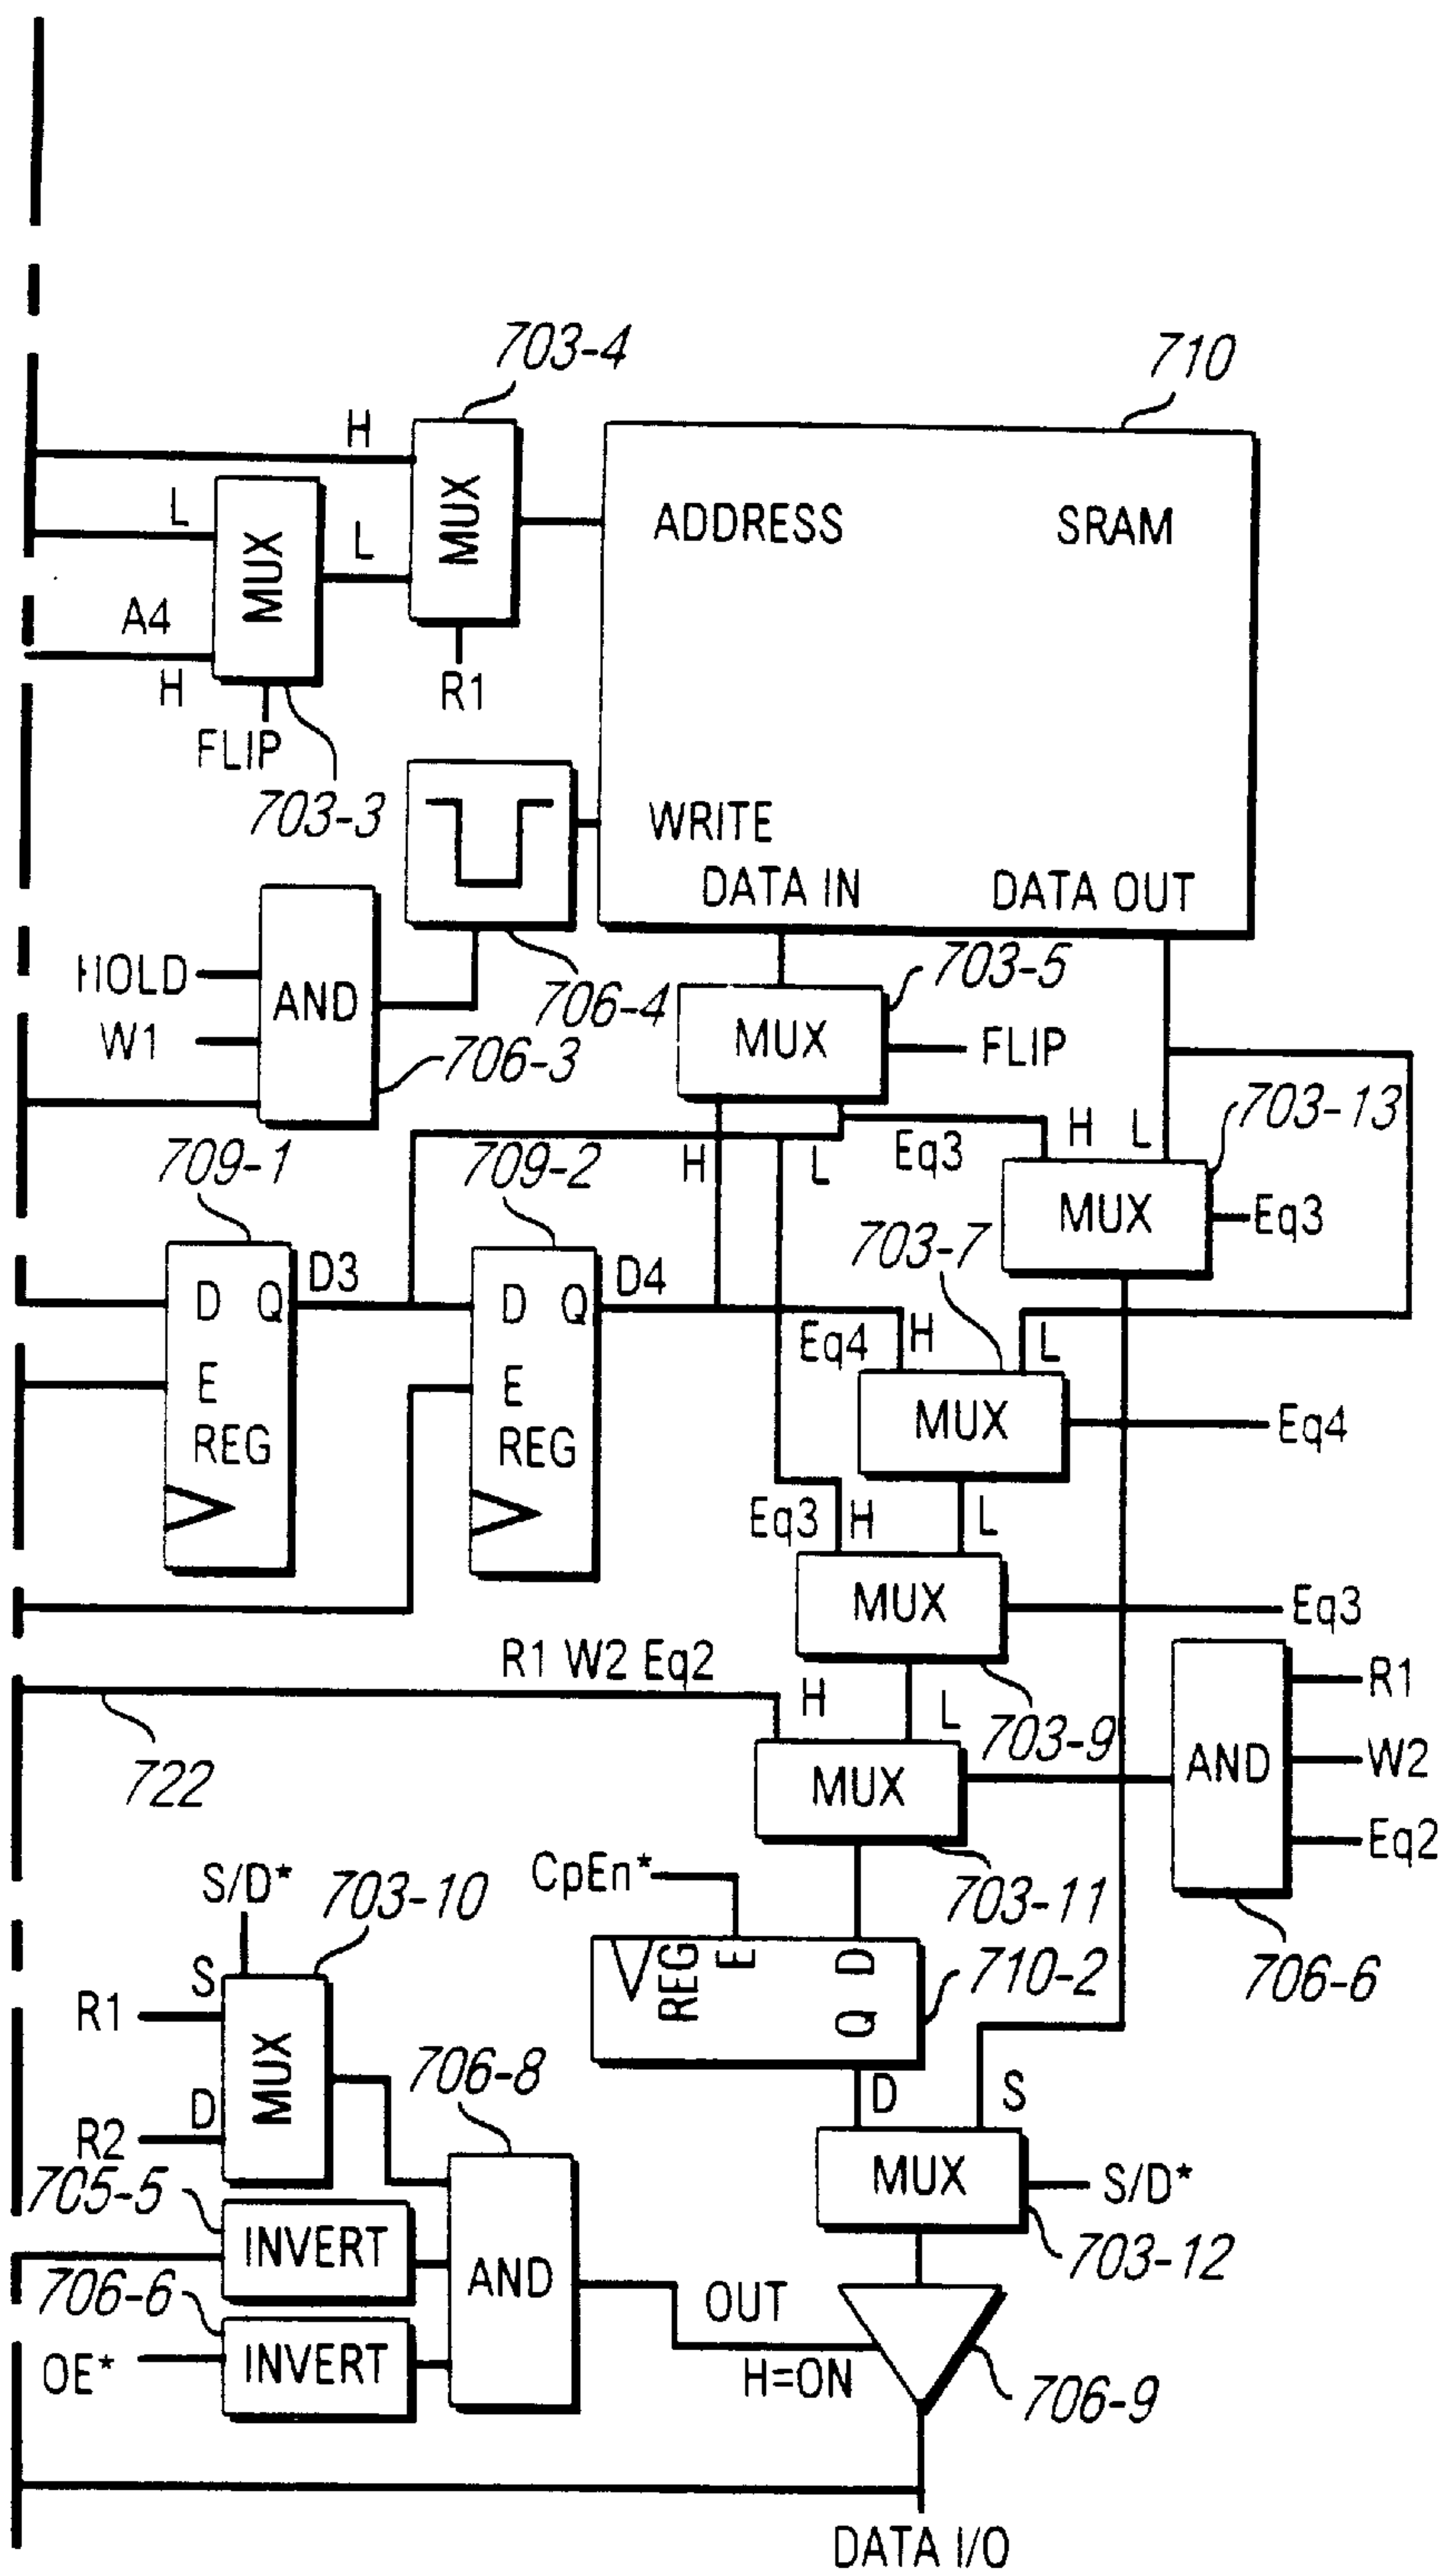 703-4
710
H
MUX
ADDRESS
SRAM
L
MUX
L
A4
H
R1
FLIP
703-3
WRITE
DATA IN
DATA OUT
HOLD
W1
AND
706-4
703-5
MUX
FLIP
706-3
703-13
H
L
Eq3
H
L
709-1
709-2
MUX
Eq3
703-7
D
Q
D3
D
Q
D4
Eq4
H
L
E
E
REG
REG
MUX
Eq4
Eq3
H
L
MUX
Eq3
R1 W2 Eq2
H
L
R1
722
703-9
MUX
AND
W2
Eq2
S/D*
703-10
CpEn*
703-11
S
REG
E
D
710-2
706-6
R1
MUX
Q
D
R2
706-8
D
S
705-5
MUX
S/D*
INVERT
AND
703-12
706-6
OUT
OE*
INVERT
H=ON
706-9
DATA I/O